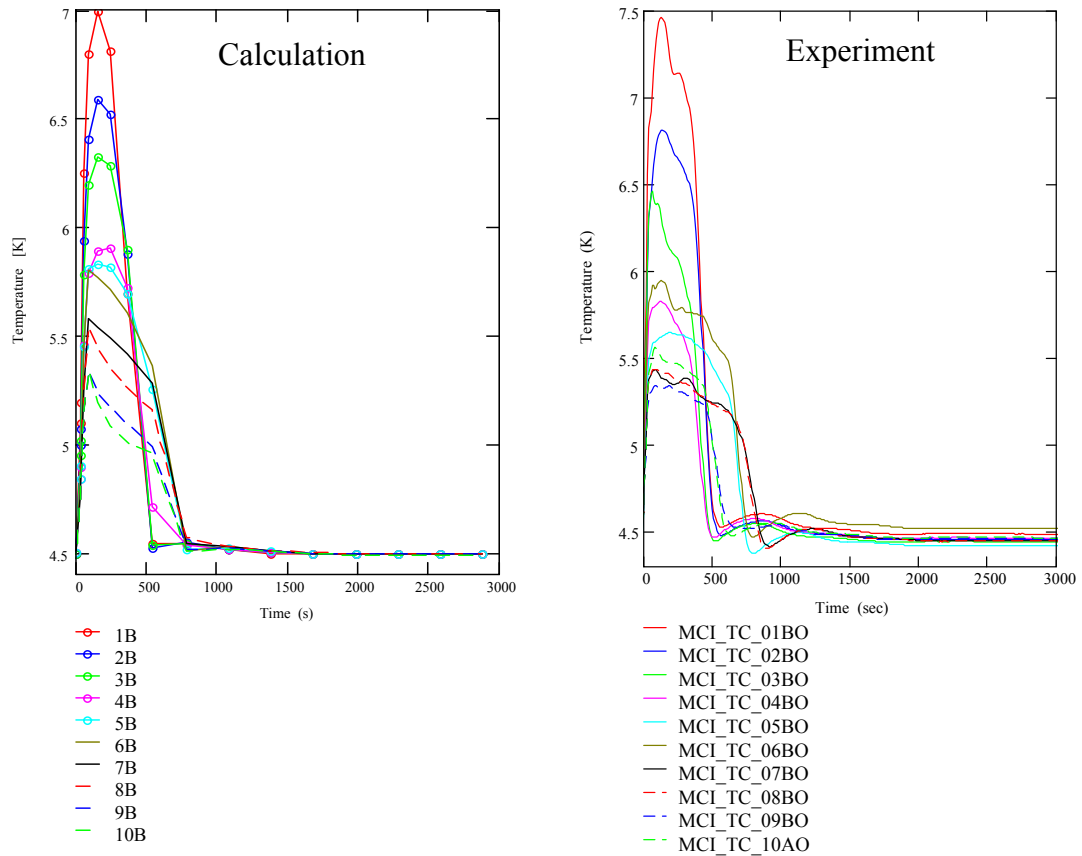 Calculation
Temperature [K]
7
6.5
6
5.5
5
4.5
0 500 1000 1500 2000 2500 3000
Time (s)
1B
2B
3B
4B
5B
6B
7B
8B
9B
10B
Experiment
Temperature (K)
7.5
7
6.5
6
5.5
5
4.5
0 500 1000 1500 2000 2500 3000
Time (sec)
MCI_TC_01BO
MCI_TC_02BO
MCI_TC_03BO
MCI_TC_04BO
MCI_TC_05BO
MCI_TC_06BO
MCI_TC_07BO
MCI_TC_08BO
MCI_TC_09BO
MCI_TC_10AO